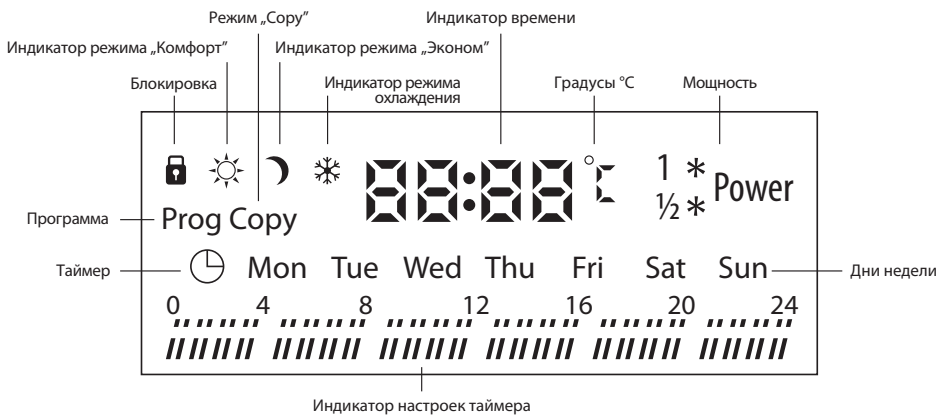 Режим „Copy”
Индикатор времени
Индикатор режима „Комфорт”
Индикатор режима „Эконом”
Блокировка
Индикатор режима
охлаждения
Градусы °C
Мощность
88:88 °C
1 *
½ *
Power
Программа
Prog Copy
Таймер
Mon Tue Wed Thu Fri Sat Sun
Дни недели
0 4 8 12 16 20 24
Индикатор настроек таймера